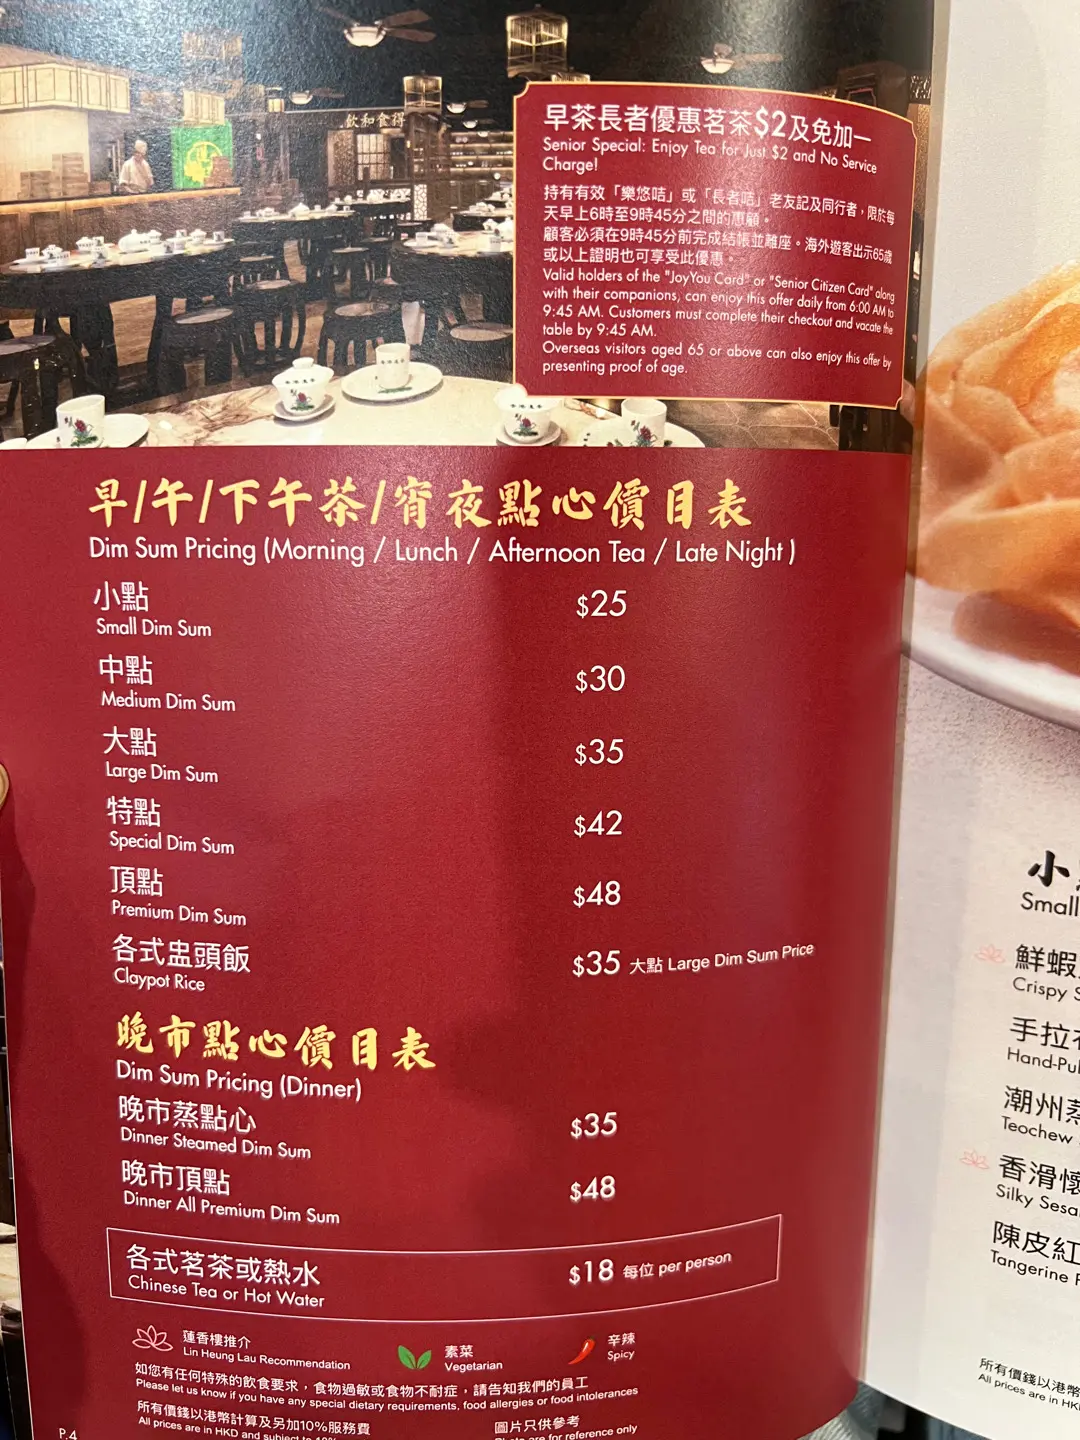 飲和食得
早茶長者優惠茗茶$2及免加一
Senior Special: Enjoy Tea for Just $2 and No Service
Charge!
持有有效「樂悠咭」或「長者咭」老友記及同行者，限於每
天早上6時至9時45分之間的惠顧。
顧客必須在9時45分前完成結帳並離座。海外遊客出示65歲
或以上證明也可享受此優惠。
Valid holders of the "JoyYou Card" or "Senior Citizen Card" along
with their companions, can enjoy this offer daily from 6:00 AM to
9:45 AM. Customers must complete their checkout and vacate the
table by 9:45 AM.
Overseas visitors aged 65 or above can also enjoy this offer by
presenting proof of age.
早/午/下午茶/宵夜點心價目表
Dim Sum Pricing (Morning / Lunch / Afternoon Tea / Late Night )
小點 $25
Small Dim Sum
中點 $30
Medium Dim Sum
大點 $35
Large Dim Sum
特點 $42
Special Dim Sum
頂點 $48
Premium Dim Sum
各式盅頭飯 $35 大點 Large Dim Sum Price
Claypot Rice
晚市點心價目表
Dim Sum Pricing (Dinner)
晚市蒸點心 $35
Dinner Steamed Dim Sum
晚市頂點 $48
Dinner All Premium Dim Sum
各式茗茶或熱水 $18 每位 per person
Chinese Tea or Hot Water
蓮香樓推介
Lin Heung Lau Recommendation
素菜
Vegetarian
辛辣
Spicy
如您有任何特殊的飲食要求，食物過敏或食物不耐症，請告知我們的員工
Please let us know if you have any special dietary requirements, food allergies or food intolerances
所有價錢以港幣計算及另加10%服務費
All prices are in HKD and subject to 10%
圖片只供參考
Photo are for reference only
P.4
小
Small
鮮蝦
Crispy S
手拉
Hand-Pul
潮州蒸
Teochew
香滑懷
Silky Sesa
陳皮紅
Tangerine P
所有價錢以港幣
All prices are in HK